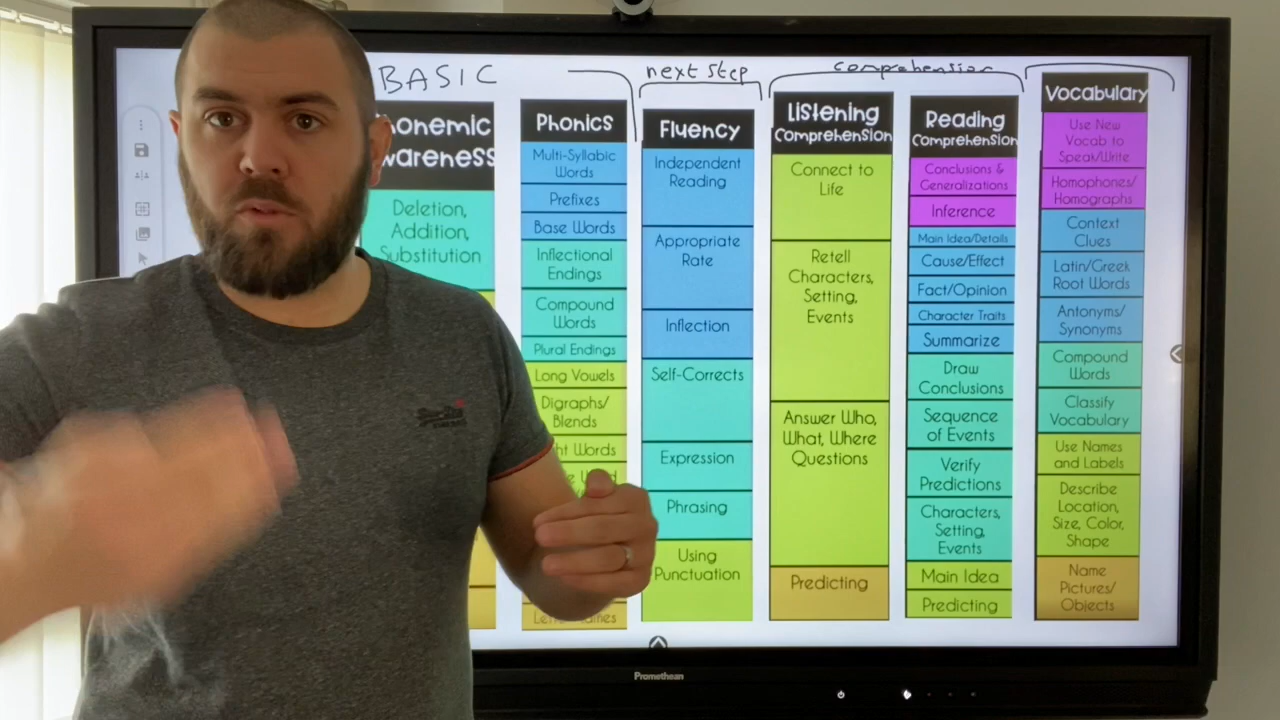 BASIC
next step
comprehension
Phonics
Multi-Syllabic
Words
Prefixes
Base Words
Inflectional
Endings
Compound
Words
Plural Endings
Long Vowels
Digraphs/
Blends
Words
Deletion,
Addition,
Substitution
Fluency
Independent
Reading
Appropriate
Rate
Inflection
Self-Corrects
Expression
Phrasing
Using
Punctuation
Listening
Comprehension
Connect to
Life
Retell
Characters,
Setting,
Events
Answer Who,
What, Where
Questions
Predicting
Reading
Comprehension
Conclusions &
Generalizations
Inference
Main Idea/Details
Cause/Effect
Fact/Opinion
Character Traits
Summarize
Draw
Conclusions
Sequence
of Events
Verify
Predictions
Characters,
Setting,
Events
Main Idea
Predicting
Vocabulary
Use New
Vocab to
Speak/Write
Homophones/
Homographs
Context
Clues
Latin/Greek
Root Words
Antonyms/
Synonyms
Compound
Words
Classify
Vocabulary
Use Names
and Labels
Describe
Location,
Size, Color,
Shape
Name
Pictures/
Objects
Promethean